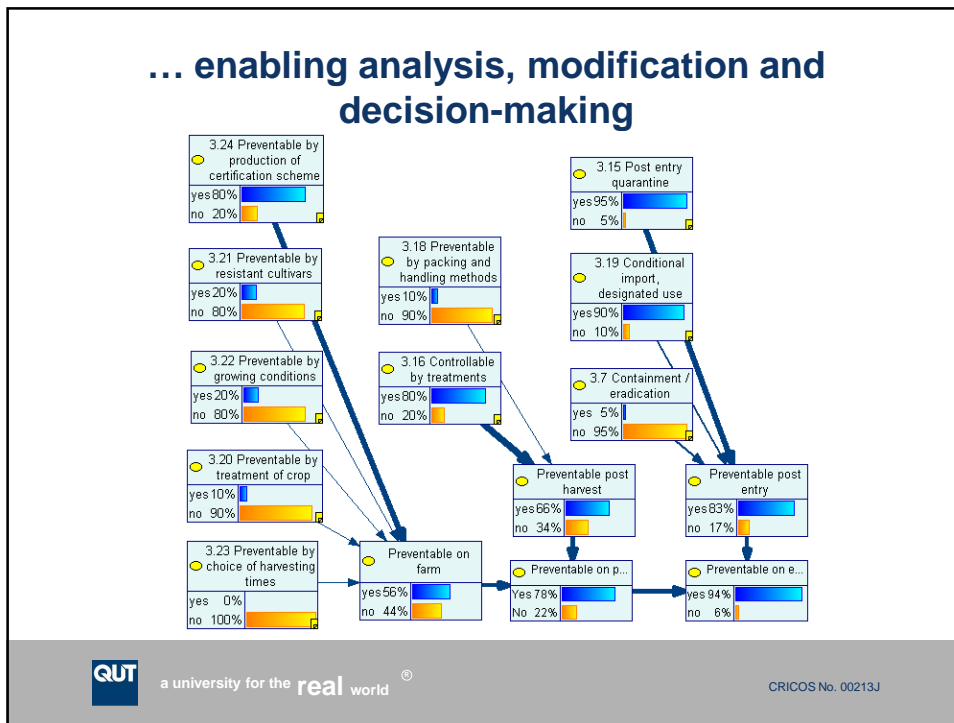 … enabling analysis, modification and
decision-making
3.24 Preventable by
production of
certification scheme
yes 80%
no 20%
3.21 Preventable by
resistant cultivars
yes 20%
no 80%
3.22 Preventable by
growing conditions
yes 20%
no 80%
3.20 Preventable by
treatment of crop
yes 10%
no 90%
3.23 Preventable by
choice of harvesting
times
yes 0%
no 100%
3.18 Preventable
by packing and
handling methods
yes 10%
no 90%
3.16 Controllable
by treatments
yes 80%
no 20%
3.15 Post entry
quarantine
yes 95%
no 5%
3.19 Conditional
import,
designated use
yes 90%
no 10%
3.7 Containment /
eradication
yes 5%
no 95%
Preventable post
harvest
yes 66%
no 34%
Preventable post
entry
yes 83%
no 17%
Preventable on
farm
yes 56%
no 44%
Preventable on p...
Yes 78%
No 22%
Preventable on e...
yes 94%
no 6%
QUT
a university for the real world ®
CRICOS No. 00213J